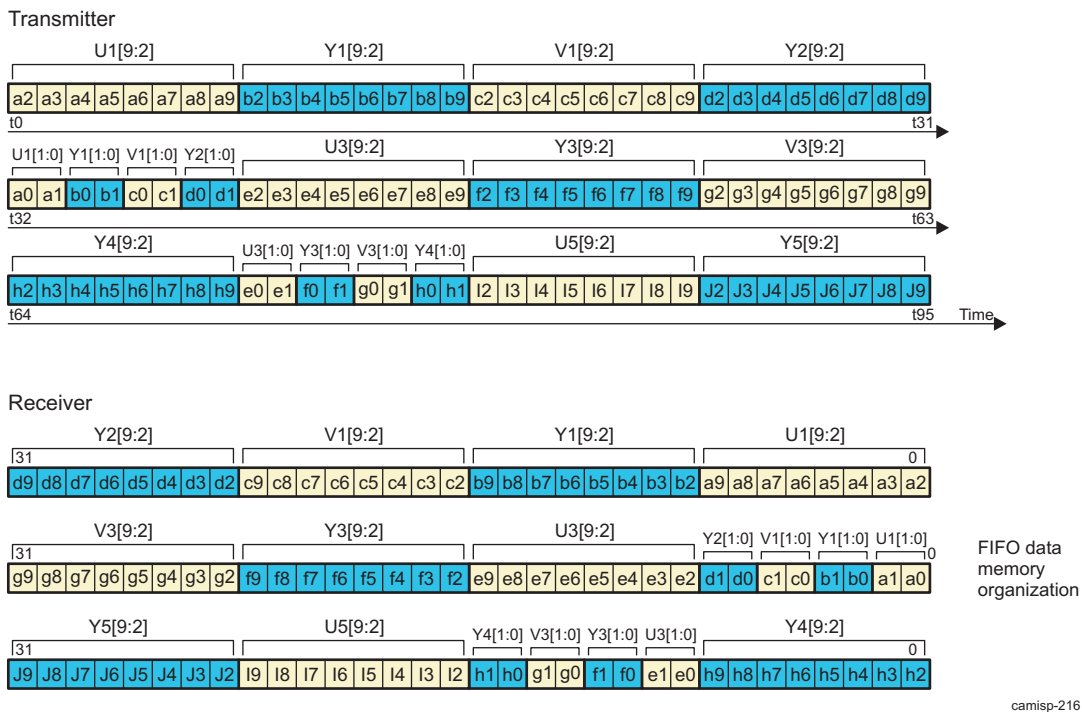 Transmitter
U1[9:2] Y1[9:2] V1[9:2] Y2[9:2]
a2 a3 a4 a5 a6 a7 a8 a9 b2 b3 b4 b5 b6 b7 b8 b9 c2 c3 c4 c5 c6 c7 c8 c9 d2 d3 d4 d5 d6 d7 d8 d9
t0 t31
U1[1:0] Y1[1:0] V1[1:0] Y2[1:0] U3[9:2] Y3[9:2] V3[9:2]
a0 a1 b0 b1 c0 c1 d0 d1 e2 e3 e4 e5 e6 e7 e8 e9 f2 f3 f4 f5 f6 f7 f8 f9 g2 g3 g4 g5 g6 g7 g8 g9
t32 t63
Y4[9:2] U3[1:0] Y3[1:0] V3[1:0] Y4[1:0] U5[9:2] Y5[9:2]
h2 h3 h4 h5 h6 h7 h8 h9 e0 e1 f0 f1 g0 g1 h0 h1 I2 I3 I4 I5 I6 I7 I8 I9 J2 J3 J4 J5 J6 J7 J8 J9
t64 t95 Time
Receiver
Y2[9:2] V1[9:2] Y1[9:2] U1[9:2]
31 0
d9 d8 d7 d6 d5 d4 d3 d2 c9 c8 c7 c6 c5 c4 c3 c2 b9 b8 b7 b6 b5 b4 b3 b2 a9 a8 a7 a6 a5 a4 a3 a2
V3[9:2] Y3[9:2] U3[9:2] Y2[1:0] V1[1:0] Y1[1:0] U1[1:0]
31 0
g9 g8 g7 g6 g5 g4 g3 g2 f9 f8 f7 f6 f5 f4 f3 f2 e9 e8 e7 e6 e5 e4 e3 e2 d1 d0 c1 c0 b1 b0 a1 a0
FIFO data
memory
organization
Y5[9:2] U5[9:2] Y4[1:0] V3[1:0] Y3[1:0] U3[1:0] Y4[9:2]
31 0
J9 J8 J7 J6 J5 J4 J3 J2 I9 I8 I7 I6 I5 I4 I3 I2 h1 h0 g1 g0 f1 f0 e1 e0 h9 h8 h7 h6 h5 h4 h3 h2
camisp-216